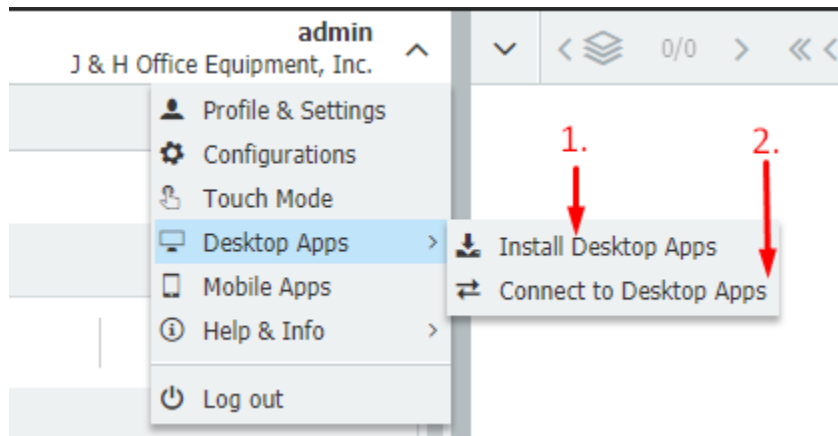 admin
J & H Office Equipment, Inc.
0/0
Profile & Settings
Configurations
1.
2.
Touch Mode
Desktop Apps
Install Desktop Apps
Mobile Apps
Connect to Desktop Apps
Help & Info
Log out